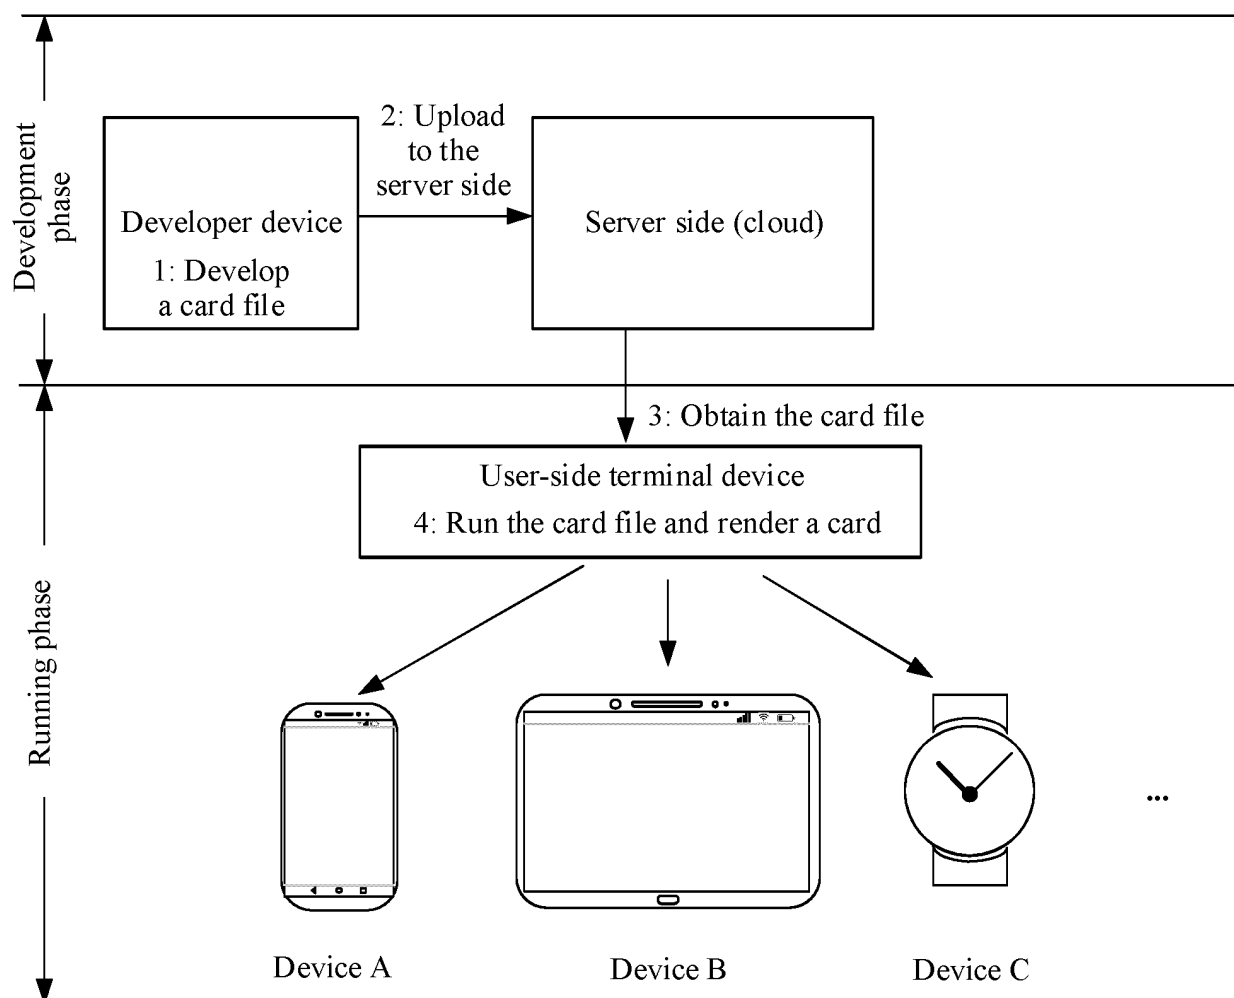 Development
phase
2: Upload
to the
server side
Developer device
1: Develop
a card file
Server side (cloud)
3: Obtain the card file
Running phase
User-side terminal device
4: Run the card file and render a card
...
Device A
Device B
Device C